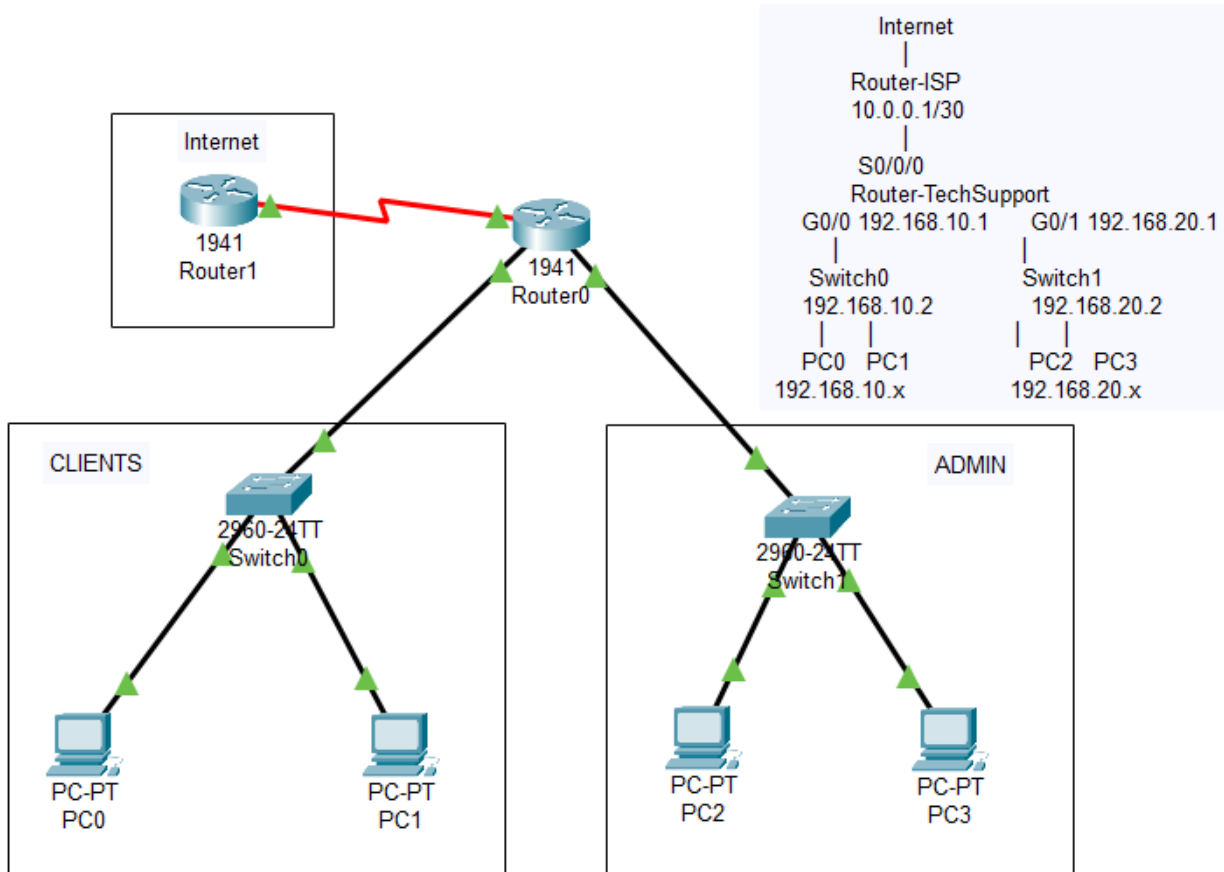 Internet
|
Router-ISP
10.0.0.1/30
|
S0/0/0
Router-TechSupport
G0/0 192.168.10.1 G0/1 192.168.20.1
| |
Switch0 Switch1
192.168.10.2 192.168.20.2
| | | |
PC0 PC1 PC2 PC3
192.168.10.x 192.168.20.x
Internet
1941
Router1
1941
Router0
CLIENTS
2960-24TT
Switch0
PC-PT
PC0
PC-PT
PC1
ADMIN
2960-24TT
Switch1
PC-PT
PC2
PC-PT
PC3